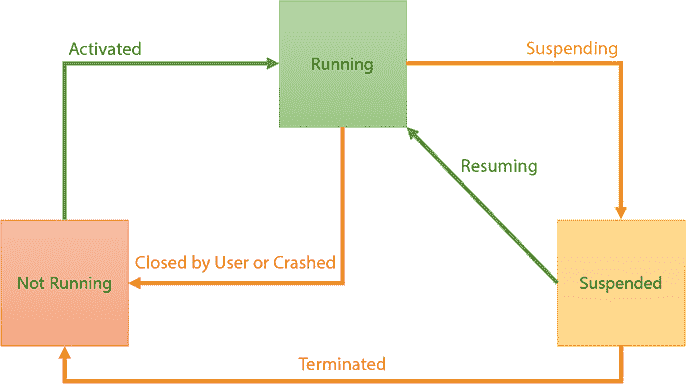 Activated
Running
Suspending
Resuming
Closed by User or Crashed
Not Running
Suspended
Terminated